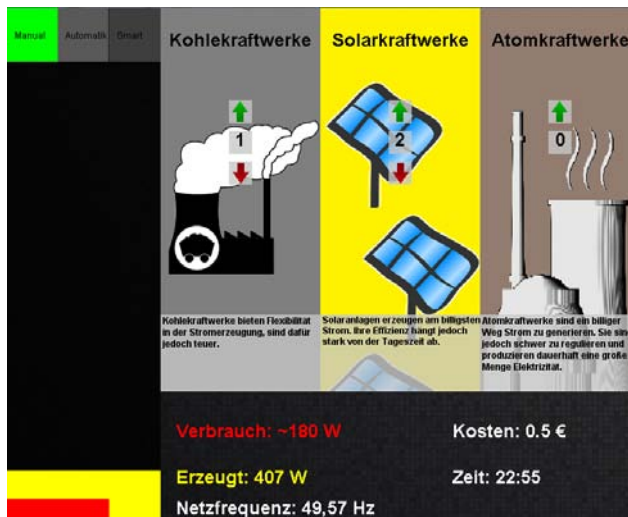 Manual Automatik Smart
Kohlekraftwerke Solarkraftwerke Atomkraftwerke
1 2 0
Kohlekraftwerke bieten Flexibilität
in der Stromerzeugung, sind dafür
jedoch teuer.
Solaranlagen erzeugen am billigsten
Strom. Ihre Effizienz hängt jedoch
stark von der Tageszeit ab.
Atomkraftwerke sind ein billiger
Weg Strom zu generieren. Sie sind
jedoch schwer zu regulieren und
produzieren dauerhaft eine große
Menge Elektrizität.
Verbrauch: ~180 W Kosten: 0.5 €
Erzeugt: 407 W Zeit: 22:55
Netzfrequenz: 49,57 Hz